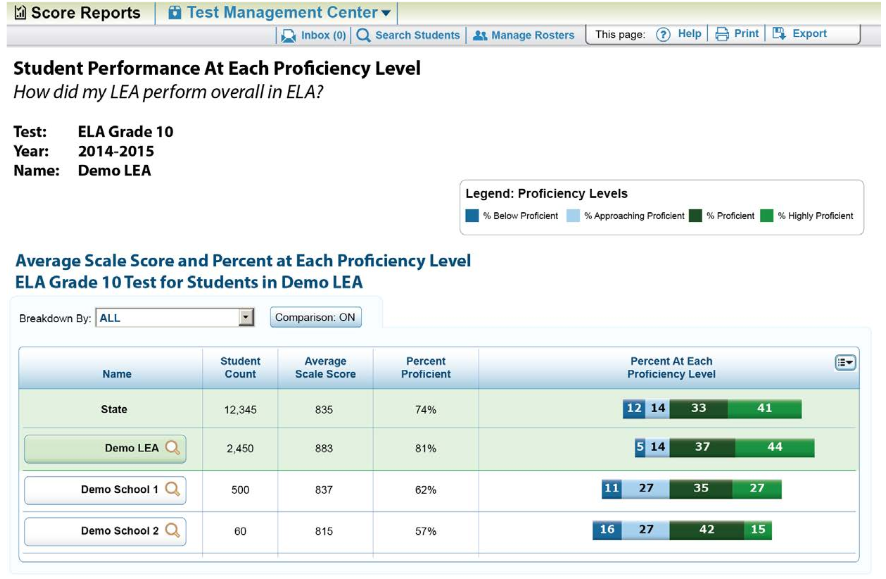 Score Reports Test Management Center
Inbox (0) Search Students Manage Rosters This page: ? Help Print Export
Student Performance At Each Proficiency Level
How did my LEA perform overall in ELA?
Test: ELA Grade 10
Year: 2014-2015
Name: Demo LEA
Legend: Proficiency Levels
% Below Proficient % Approaching Proficient % Proficient % Highly Proficient
Average Scale Score and Percent at Each Proficiency Level
ELA Grade 10 Test for Students in Demo LEA
Breakdown By: ALL Comparison: ON
Name Student Count Average Scale Score Percent Proficient Percent At Each Proficiency Level
State 12,345 835 74% 12 14 33 41
Demo LEA 2,450 883 81% 5 14 37 44
Demo School 1 500 837 62% 11 27 35 27
Demo School 2 60 815 57% 16 27 42 15